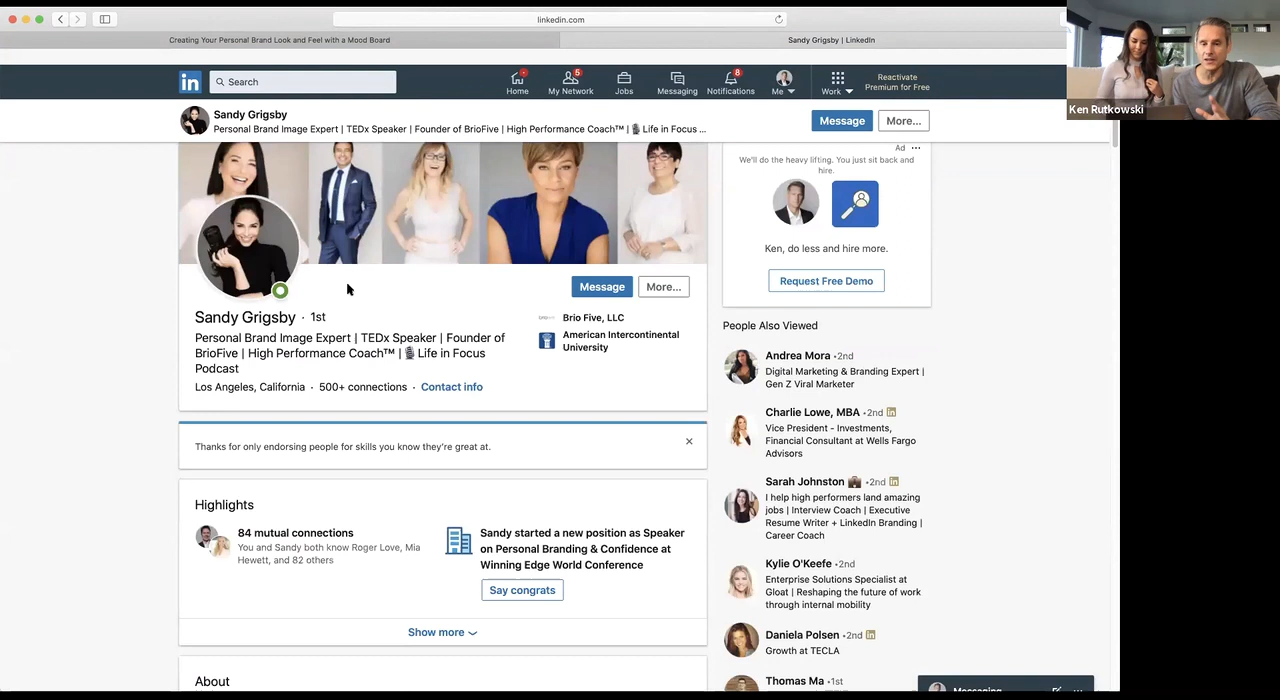 linkedin.com
Creating Your Personal Brand Look and Feel with a Mood Board
Sandy Grigsby | LinkedIn
Ken Rutkowski
in
Search
Home
5
My Network
Jobs
Messaging
8
Notifications
Me
Work
Reactivate
Premium for Free
Sandy Grigsby
Personal Brand Image Expert | TEDx Speaker | Founder of BrioFive | High Performance Coach™ | 🎙Life in Focus ...
Message
More...
Ad ···
We'll do the heavy lifting. You just sit back and
hire.
Ken, do less and hire more.
Request Free Demo
Message
More...
Sandy Grigsby · 1st
Personal Brand Image Expert | TEDx Speaker | Founder of
BrioFive | High Performance Coach™ | 🎙Life in Focus
Podcast
Los Angeles, California · 500+ connections · Contact info
Brio Five, LLC
American Intercontinental
University
Thanks for only endorsing people for skills you know they're great at.
Highlights
84 mutual connections
You and Sandy both know Roger Love, Mia
Hewett, and 82 others
Sandy started a new position as Speaker
on Personal Branding & Confidence at
Winning Edge World Conference
Say congrats
Show more
About
People Also Viewed
Andrea Mora • 2nd
Digital Marketing & Branding Expert |
Gen Z Viral Marketer
Charlie Lowe, MBA • 2nd in
Vice President - Investments,
Financial Consultant at Wells Fargo
Advisors
Sarah Johnston 💼 • 2nd in
I help high performers land amazing
jobs | Interview Coach | Executive
Resume Writer + LinkedIn Branding |
Career Coach
Kylie O'Keefe • 2nd
Enterprise Solutions Specialist at
Gloat | Reshaping the future of work
through internal mobility
Daniela Polsen • 2nd in
Growth at TECLA
Thomas Ma • 1st
Messaging